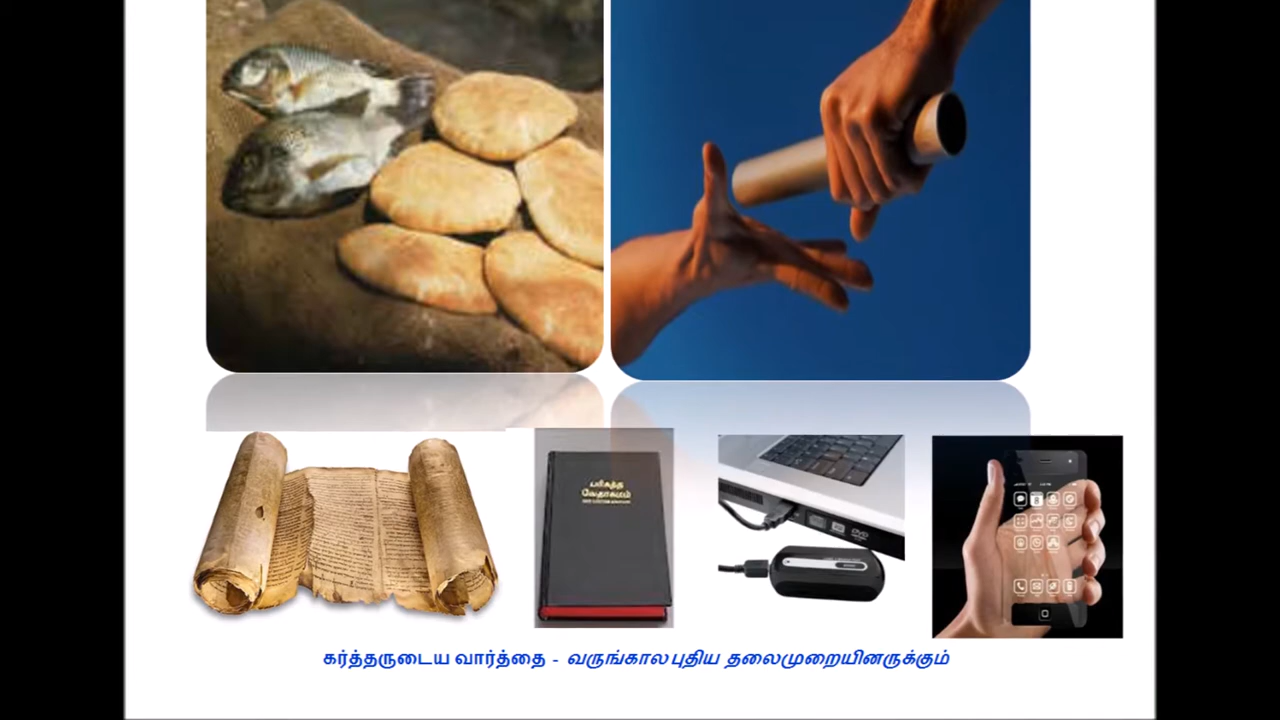 பரிசுத்த
வேதாகமம்
கர்த்தருடைய வார்த்தை - வருங்கால புதிய தலைமுறையினருக்கும்